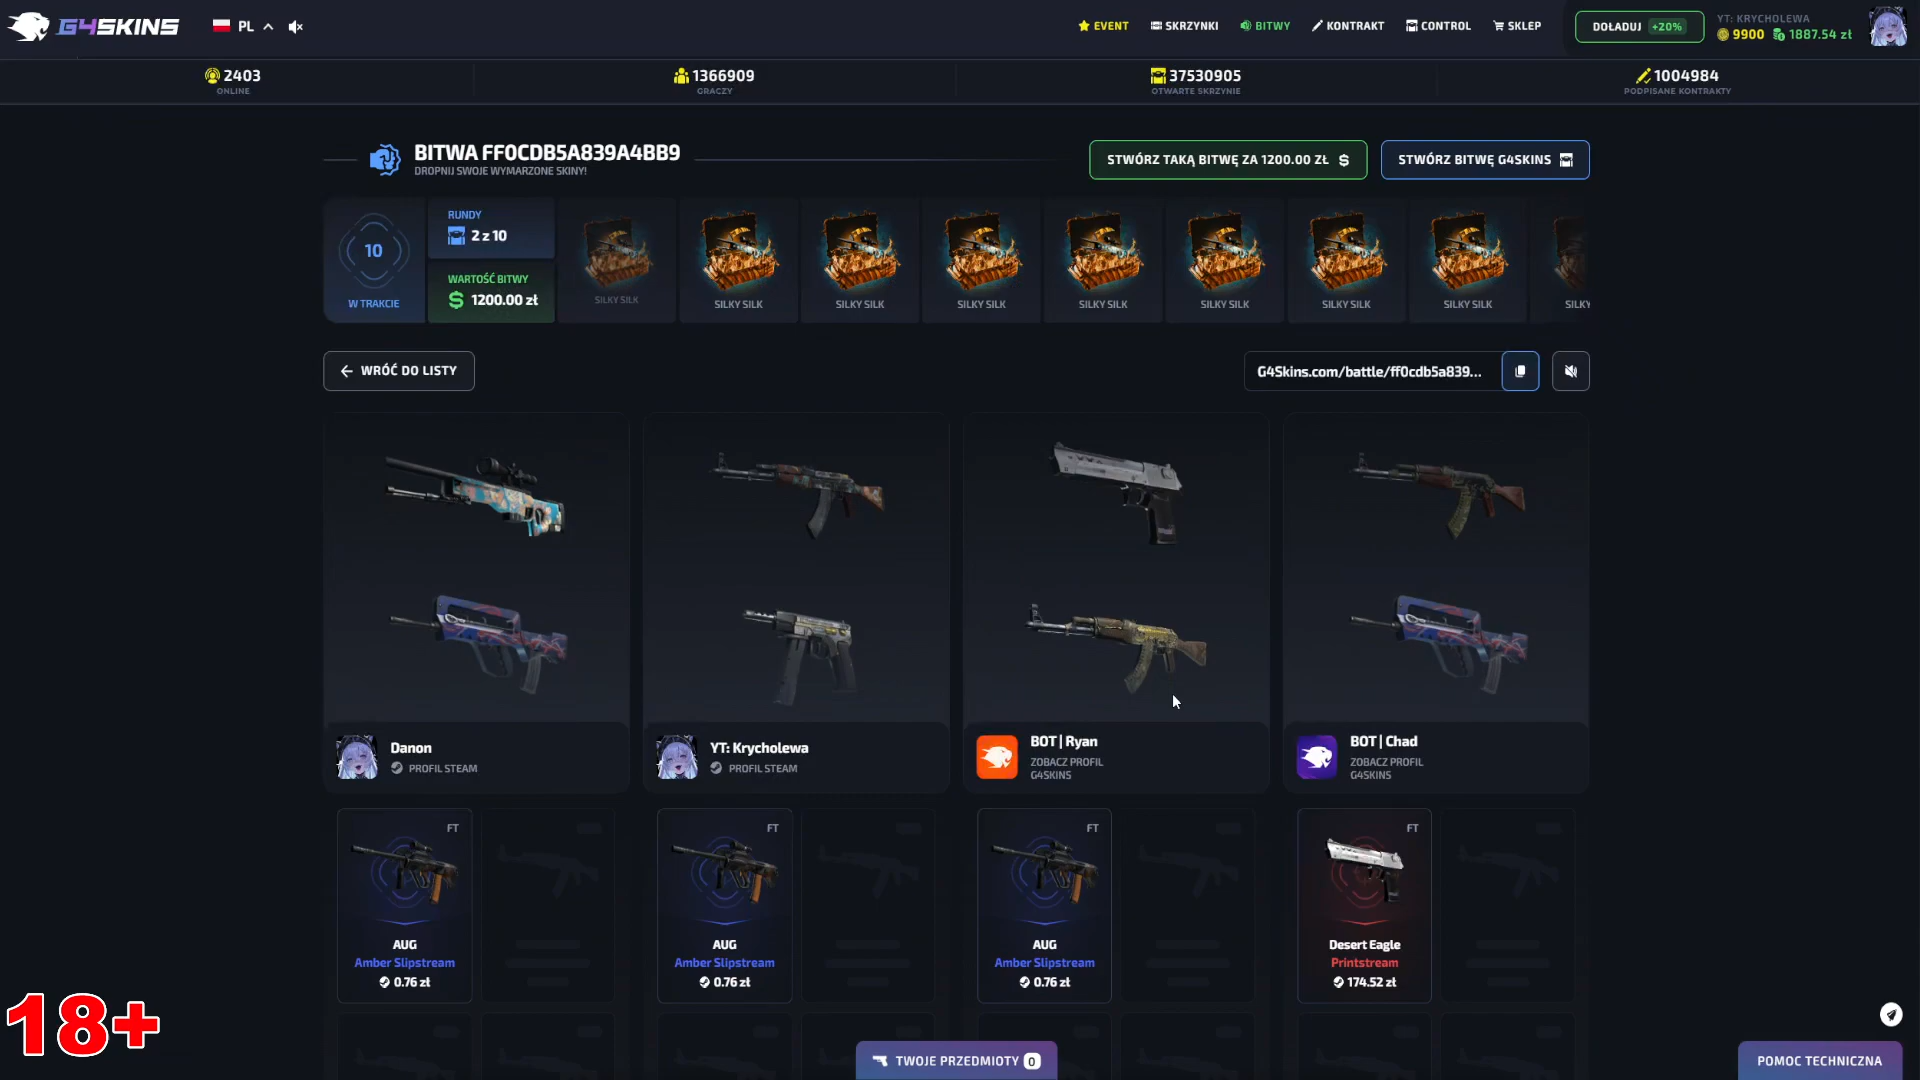 G4SKINS
PL
EVENT
SKRZYNKI
BITWY
KONTRAKT
CONTROL
SKLEP
DOŁADUJ +20%
YT: KRYCHOLEWA
9900 1887.54 zł
2403
ONLINE
1366909
GRACZY
37530905
OTWARTE SKRZYNIE
1004984
PODPISANE KONTRAKTY
BITWA FF0CDB5A839A4BB9
DROPNIJ SWOJE WYMARZONE SKINY!
STWÓRZ TAKĄ BITWĘ ZA 1200.00 ZŁ $
STWÓRZ BITWĘ G4SKINS
10
W TRAKCIE
RUNDY
2 z 10
WARTOŚĆ BITWY
$ 1200.00 zł
SILKY SILK
SILKY SILK
SILKY SILK
SILKY SILK
SILKY SILK
SILKY SILK
SILKY SILK
SILKY SILK
SILKY
WRÓĆ DO LISTY
G4Skins.com/battle/ff0cdb5a839...
Danon
PROFIL STEAM
YT: Krycholewa
PROFIL STEAM
BOT | Ryan
ZOBACZ PROFIL
G4SKINS
BOT | Chad
ZOBACZ PROFIL
G4SKINS
FT
AUG
Amber Slipstream
0.76 zł
FT
AUG
Amber Slipstream
0.76 zł
FT
AUG
Amber Slipstream
0.76 zł
FT
Desert Eagle
Printstream
174.52 zł
18+
TWOJE PRZEDMIOTY 0
POMOC TECHNICZNA